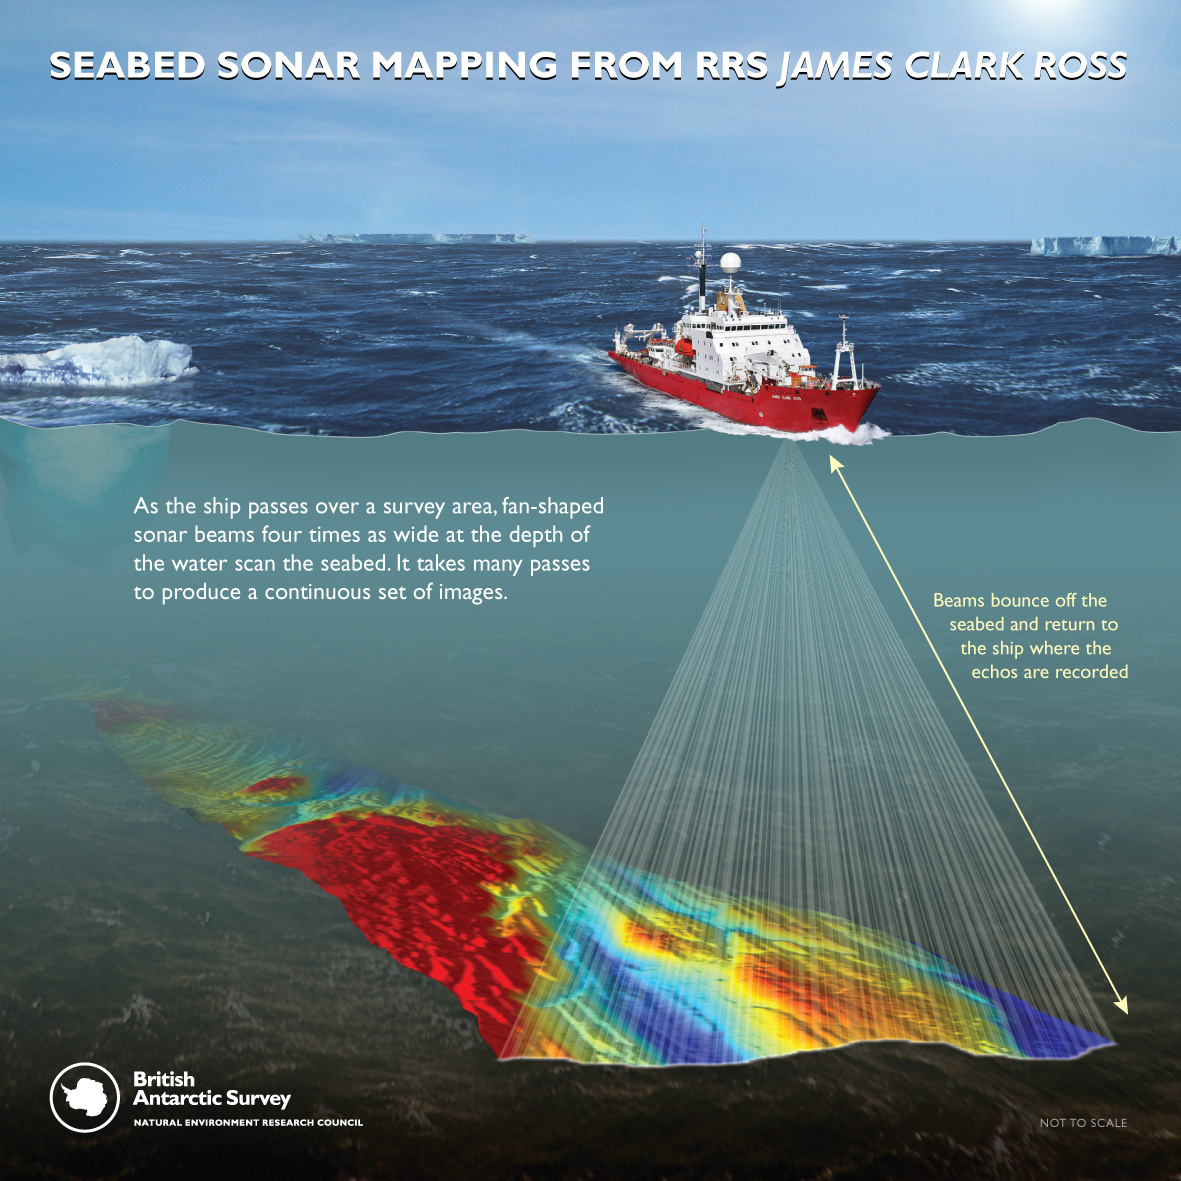 SEABED SONAR MAPPING FROM RRS JAMES CLARK ROSS
JAMES CLARK ROSS
As the ship passes over a survey area, fan-shaped
sonar beams four times as wide at the depth of
the water scan the seabed. It takes many passes
to produce a continuous set of images.
Beams bounce off the
seabed and return to
the ship where the
echos are recorded
British
Antarctic Survey
NATURAL ENVIRONMENT RESEARCH COUNCIL
NOT TO SCALE